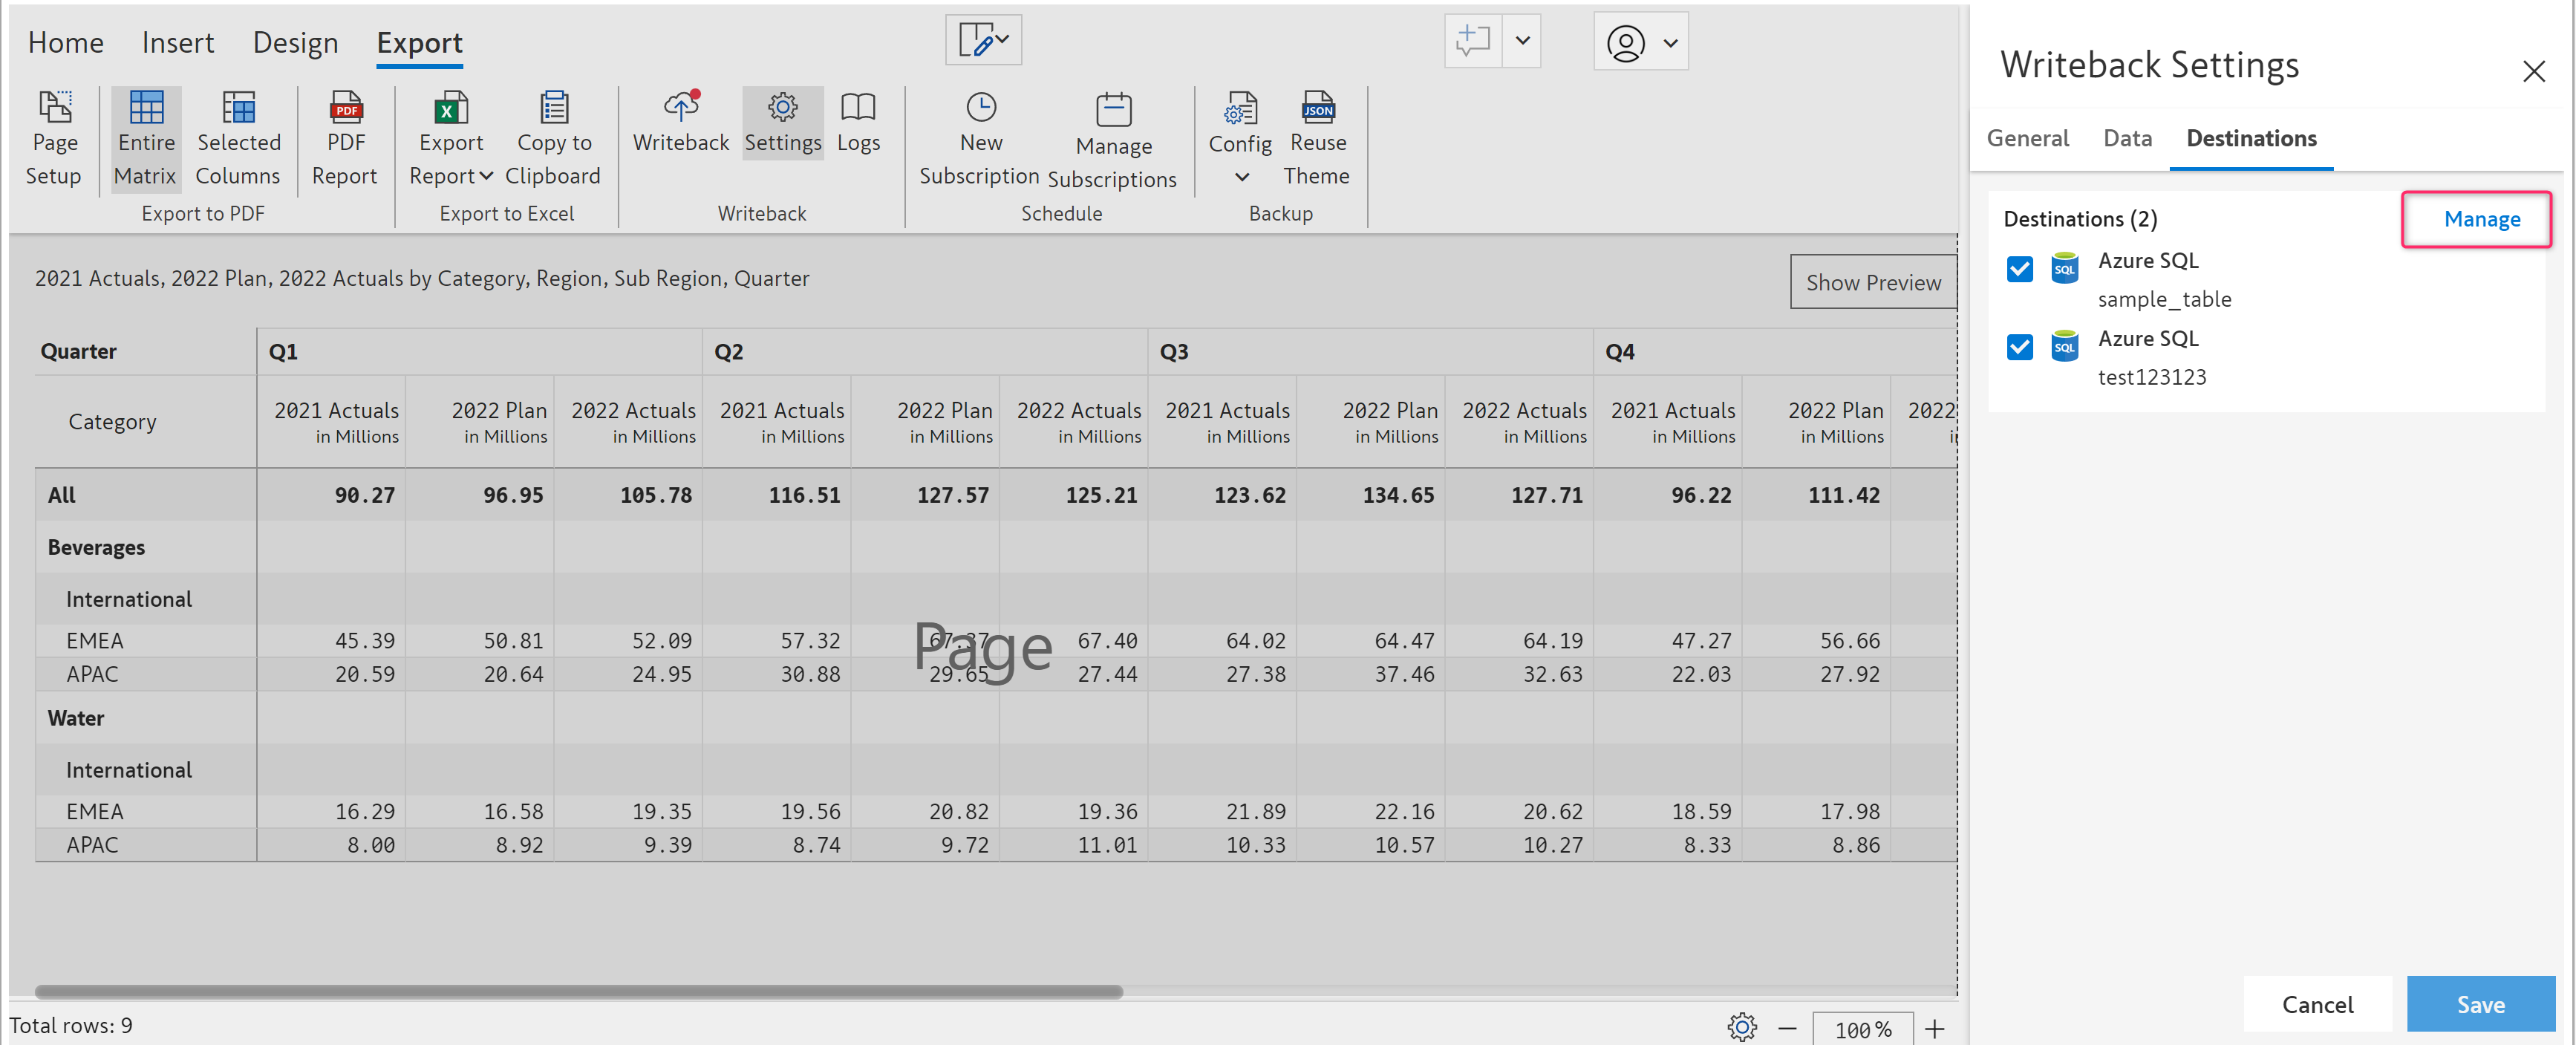 Home Insert Design Export
Page Setup
Entire Matrix
Selected Columns
PDF Report
Export Report
Copy to Clipboard
Writeback
Settings
Logs
New Subscription
Manage Subscriptions
Config
Reuse Theme
PDF
X
JSON
Export to PDF Export to Excel Writeback Schedule Backup
2021 Actuals, 2022 Plan, 2022 Actuals by Category, Region, Sub Region, Quarter
Show Preview
Quarter Q1 Q2 Q3 Q4
Category 2021 Actuals 2022 Plan 2022 Actuals 2021 Actuals 2022 Plan 2022 Actuals 2021 Actuals 2022 Plan 2022 Actuals 2021 Actuals 2022 Plan 2022
in Millions in Millions in Millions in Millions in Millions in Millions in Millions in Millions in Millions in Millions in Millions
All 90.27 96.95 105.78 116.51 127.57 125.21 123.62 134.65 127.71 96.22 111.42
Beverages
International
EMEA 45.39 50.81 52.09 57.32 67.37 67.40 64.02 64.47 64.19 47.27 56.66
APAC 20.59 20.64 24.95 30.88 29.65 27.44 27.38 37.46 32.63 22.03 27.92
Page
Water
International
EMEA 16.29 16.58 19.35 19.56 20.82 19.36 21.89 22.16 20.62 18.59 17.98
APAC 8.00 8.92 9.39 8.74 9.72 11.01 10.33 10.57 10.27 8.33 8.86
Total rows: 9
100 %
Writeback Settings
General Data Destinations
Destinations (2) Manage
SQL Azure SQL
sample_table
SQL Azure SQL
test123123
Cancel Save